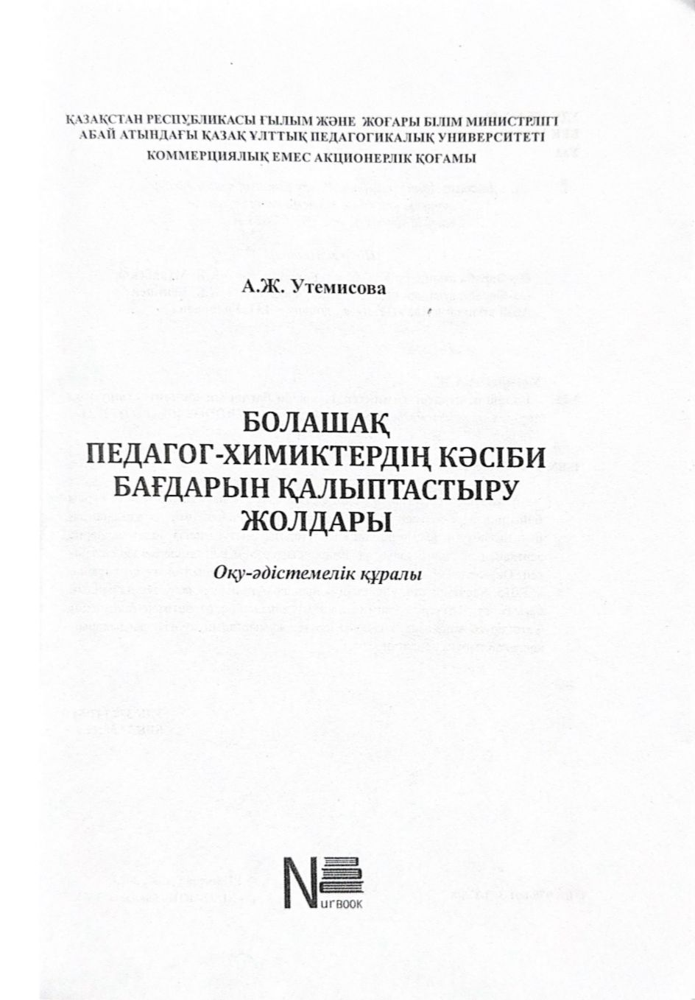 ҚАЗАҚСТАН РЕСПУБЛИКАСЫ ҒЫЛЫМ ЖӘНЕ ЖОҒАРЫ БІЛІМ МИНИСТРЛІГІ
АБАЙ АТЫНДАҒЫ ҚАЗАҚ ҰЛТТЫҚ ПЕДАГОГИКАЛЫҚ УНИВЕРСИТЕТІ
КОММЕРЦИЯЛЫҚ ЕМЕС АКЦИОНЕРЛІК ҚОҒАМЫ
А.Ж. Утемисова
БОЛАШАҚ
ПЕДАГОГ-ХИМИКТЕРДІҢ КӘСІБИ
БАҒДАРЫН ҚАЛЫПТАСТЫРУ
ЖОЛДАРЫ
Оқу-әдістемелік құралы
NurBOOK